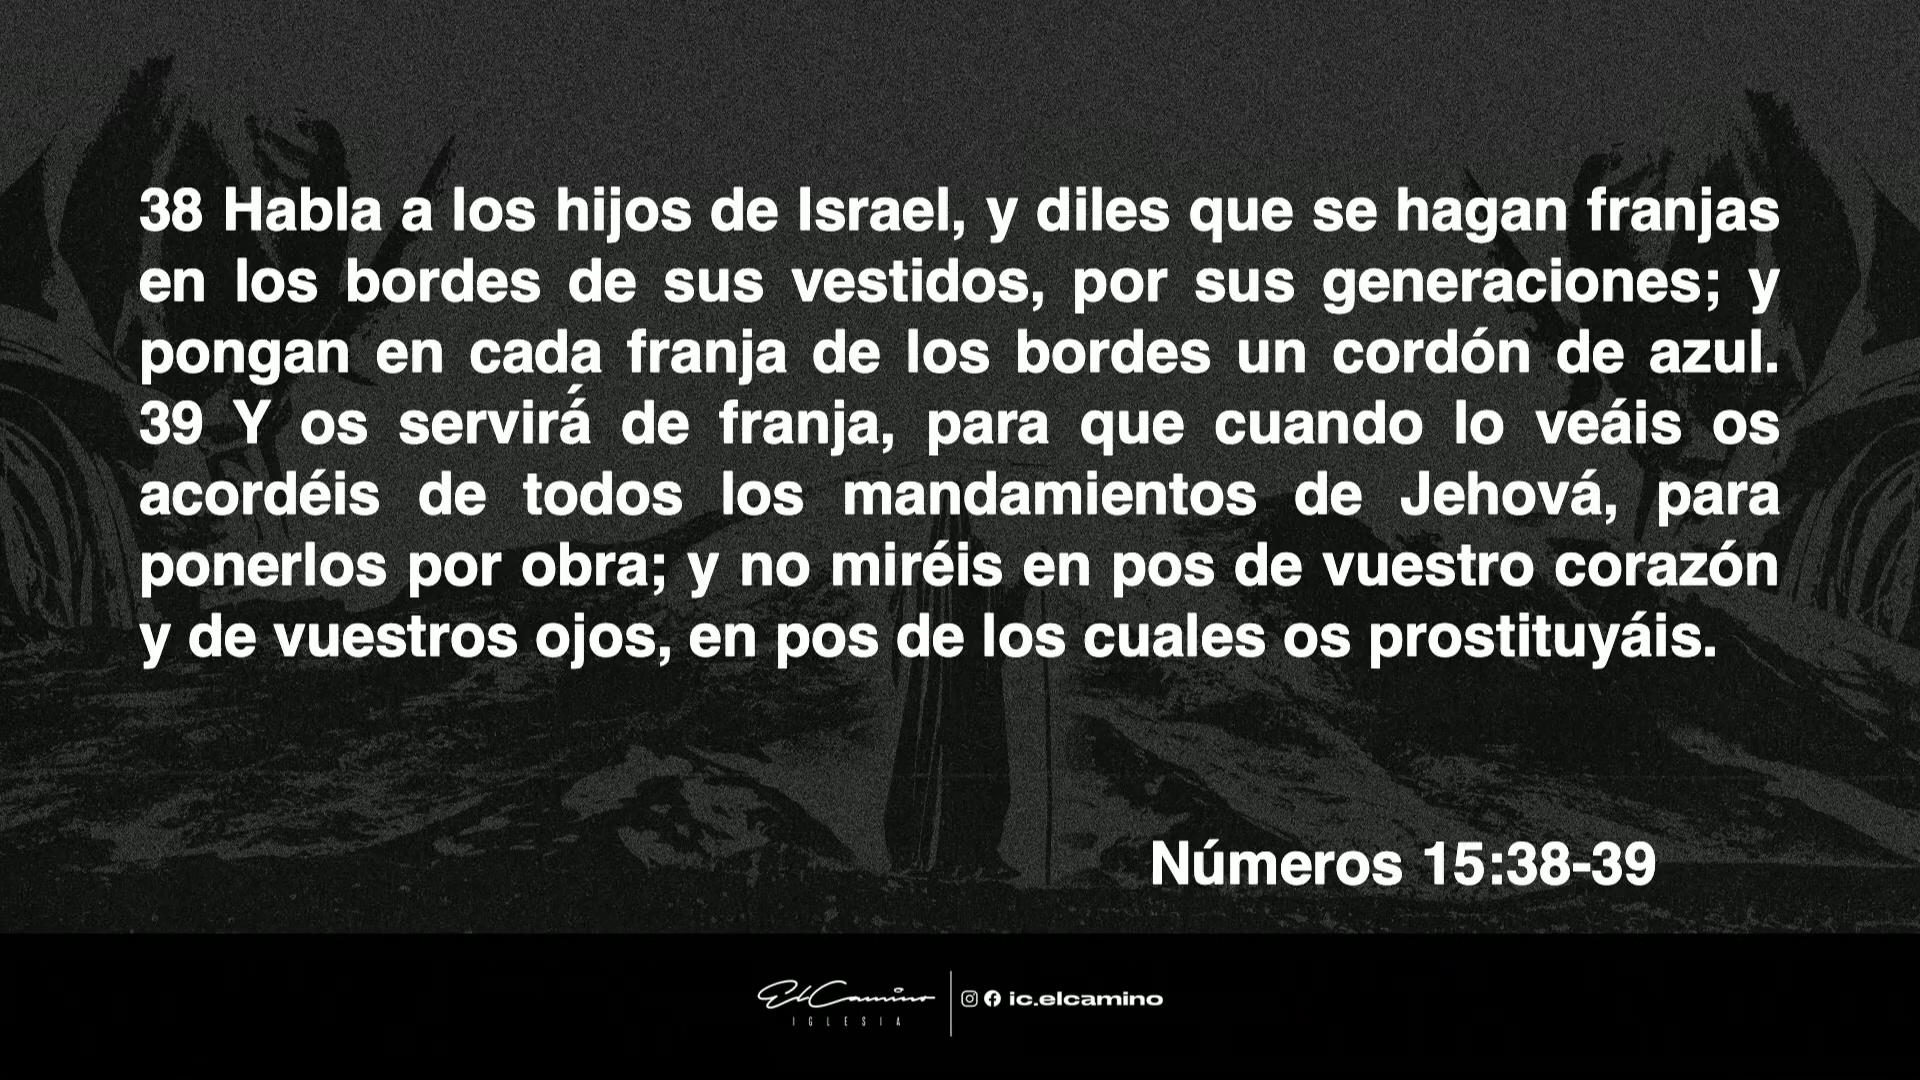 38 Habla a los hijos de Israel, y diles que se hagan franjas
en los bordes de sus vestidos, por sus generaciones; y
pongan en cada franja de los bordes un cordón de azul.
39 Y os servirá de franja, para que cuando lo veáis os
acordéis de todos los mandamientos de Jehová, para
ponerlos por obra; y no miréis en pos de vuestro corazón
y de vuestros ojos, en pos de los cuales os prostituyáis.
Números 15:38-39
El Camino
IGLESIA
ic.elcamino